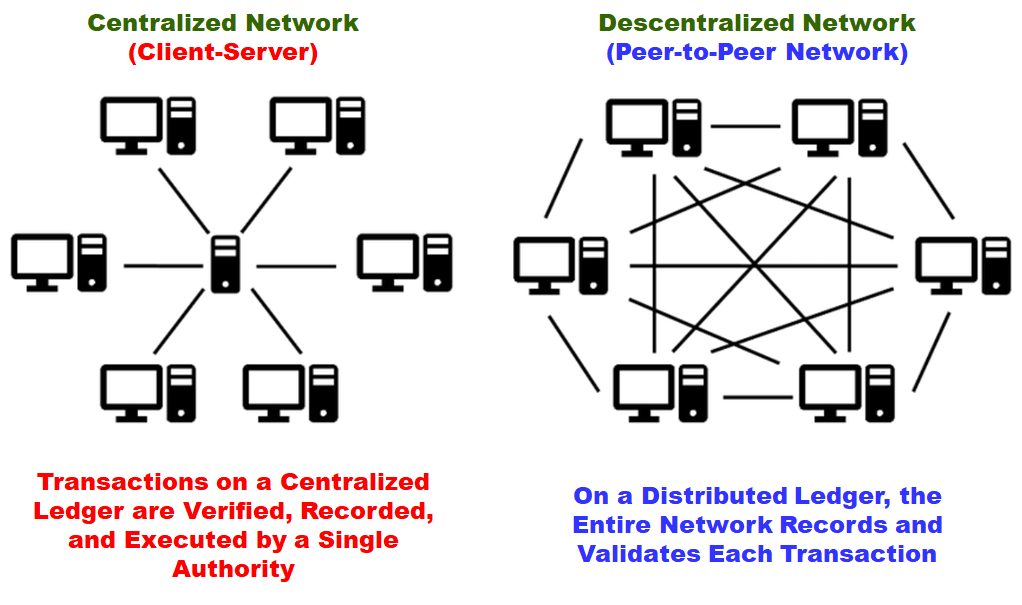 Centralized Network
(Client-Server)
Descentralized Network
(Peer-to-Peer Network)
Transactions on a Centralized
Ledger are Verified, Recorded,
and Executed by a Single
Authority
On a Distributed Ledger, the
Entire Network Records and
Validates Each Transaction